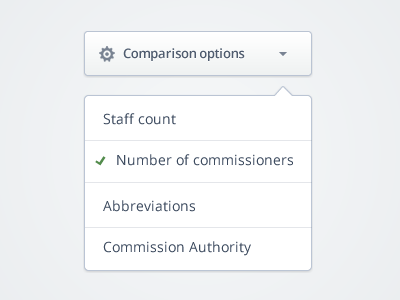 Comparison options
Staff count
Number of commissioners
Abbreviations
Commission Authority